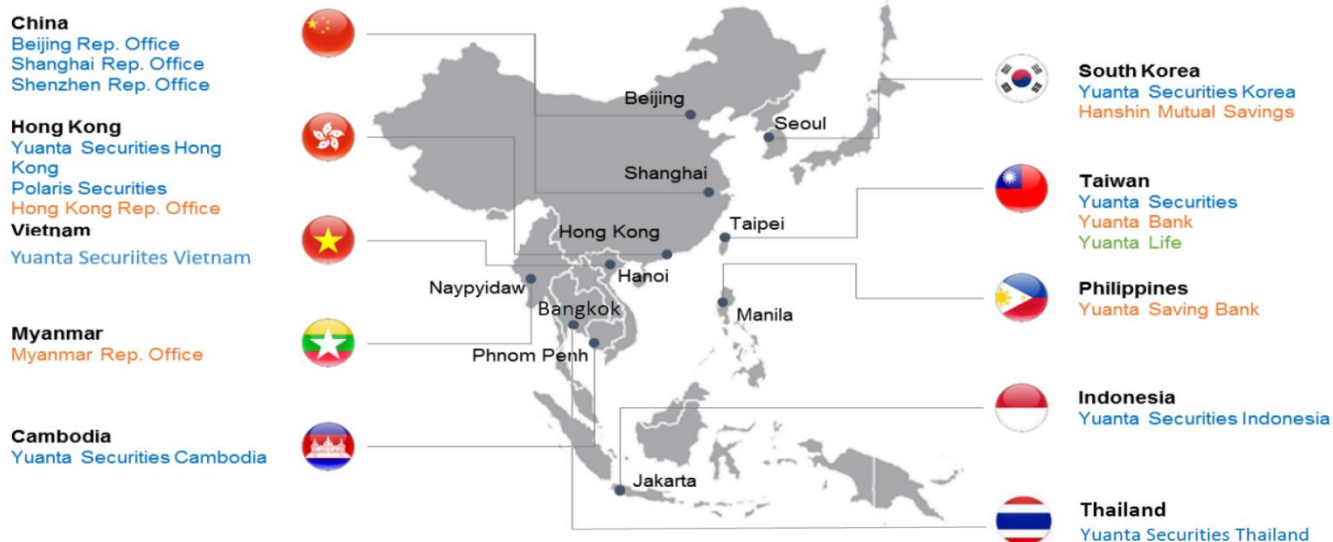 China
Beijing Rep. Office
Shanghai Rep. Office
Shenzhen Rep. Office
Hong Kong
Yuanta Securities Hong
Kong
Polaris Securities
Hong Kong Rep. Office
Vietnam
Yuanta Securiites Vietnam
Myanmar
Myanmar Rep. Office
Cambodia
Yuanta Securities Cambodia
Beijing
Seoul
Shanghai
Taipei
Hong Kong
Hanoi
Naypyidaw
Bangkok
Manila
Phnom Penh
Jakarta
South Korea
Yuanta Securities Korea
Hanshin Mutual Savings
Taiwan
Yuanta Securities
Yuanta Bank
Yuanta Life
Philippines
Yuanta Saving Bank
Indonesia
Yuanta Securities Indonesia
Thailand
Yuanta Securities Thailand